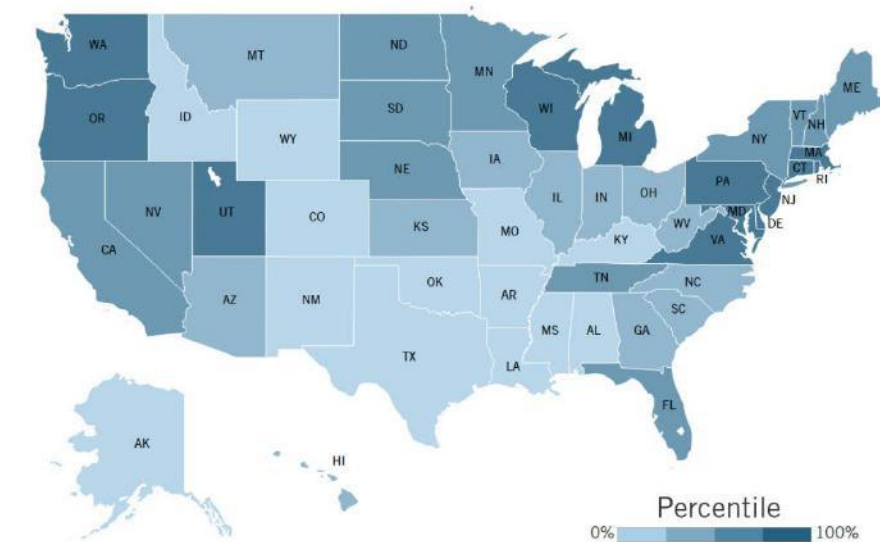 WA
MT
ND
MN
ME
OR
ID
WY
SD
WI
MI
VT
NH
NY
MA
CT
RI
NV
UT
CO
NE
IA
IL
IN
OH
PA
NJ
CA
KS
MO
KY
WV
MD
DE
VA
AZ
NM
OK
AR
TN
NC
SC
TX
LA
MS
AL
GA
FL
AK
HI
Percentile
0% 100%